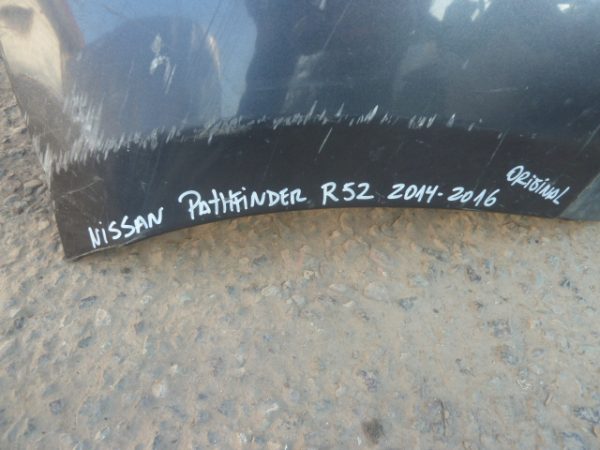 NISSAN PATHFINDER R52 2014-2016
ORIGINAL